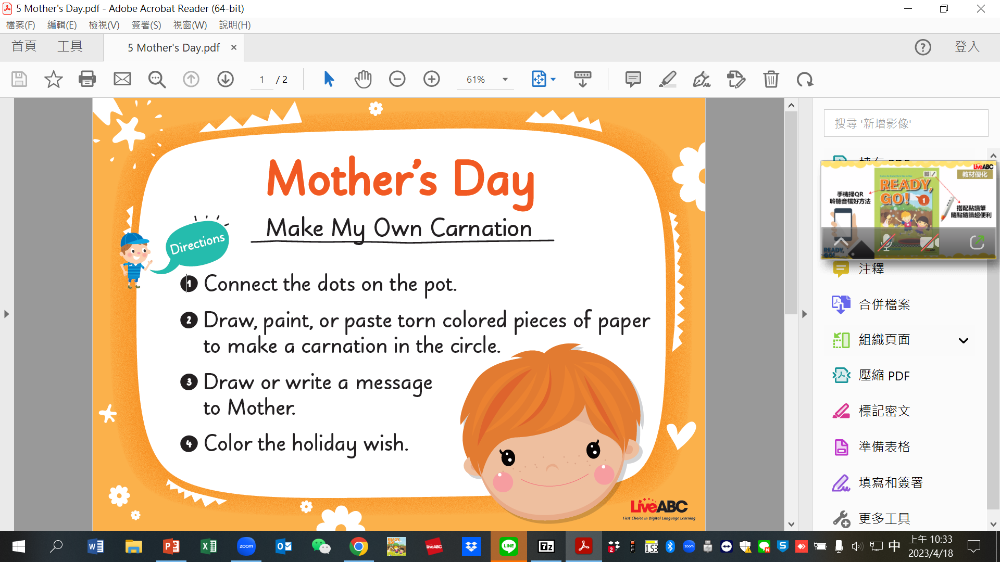 5 Mother's Day.pdf - Adobe Acrobat Reader (64-bit)
檔案(F) 編輯(E) 檢視(V) 簽署(S) 視窗(W) 說明(H)
首頁 工具 5 Mother's Day.pdf × 登入
1 / 2 61%
搜尋 '新增影像'
Mother's Day
Make My Own Carnation
Directions
1 Connect the dots on the pot.
2 Draw, paint, or paste torn colored pieces of paper
to make a carnation in the circle.
3 Draw or write a message
to Mother.
4 Color the holiday wish.
LiveABC
First Choice in Digital Language Learning
LiveABC
教材優化
READY,
GO! 1
手機掃QR
聆聽音檔好方法
搭配點讀筆
隨點隨讀超便利
READY,
GO!
注釋
合併檔案
組織頁面
壓縮 PDF
標記密文
準備表格
填寫和簽署
更多工具
zoom
LiveABC
LINE
7z
中
上午 10:33
2023/4/18